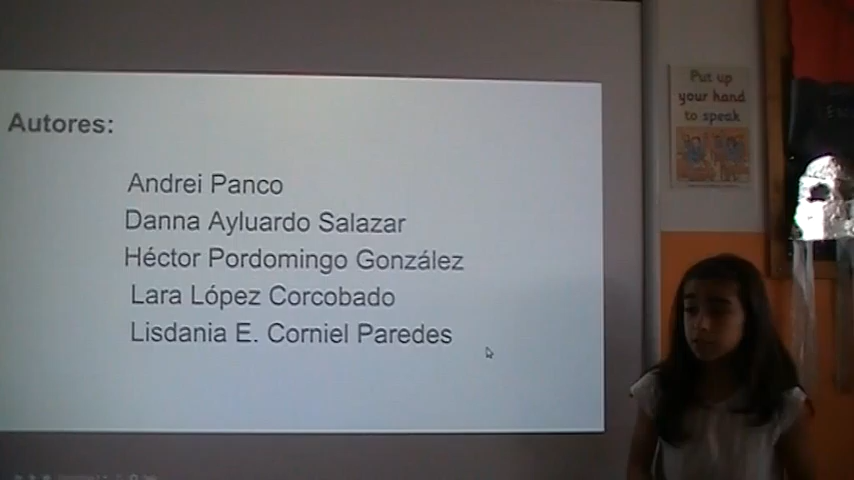 Autores:
Andrei Panco
Danna Ayluardo Salazar
Héctor Pordomingo González
Lara López Corcobado
Lisdania E. Corniel Paredes
Put up
your hand
to speak